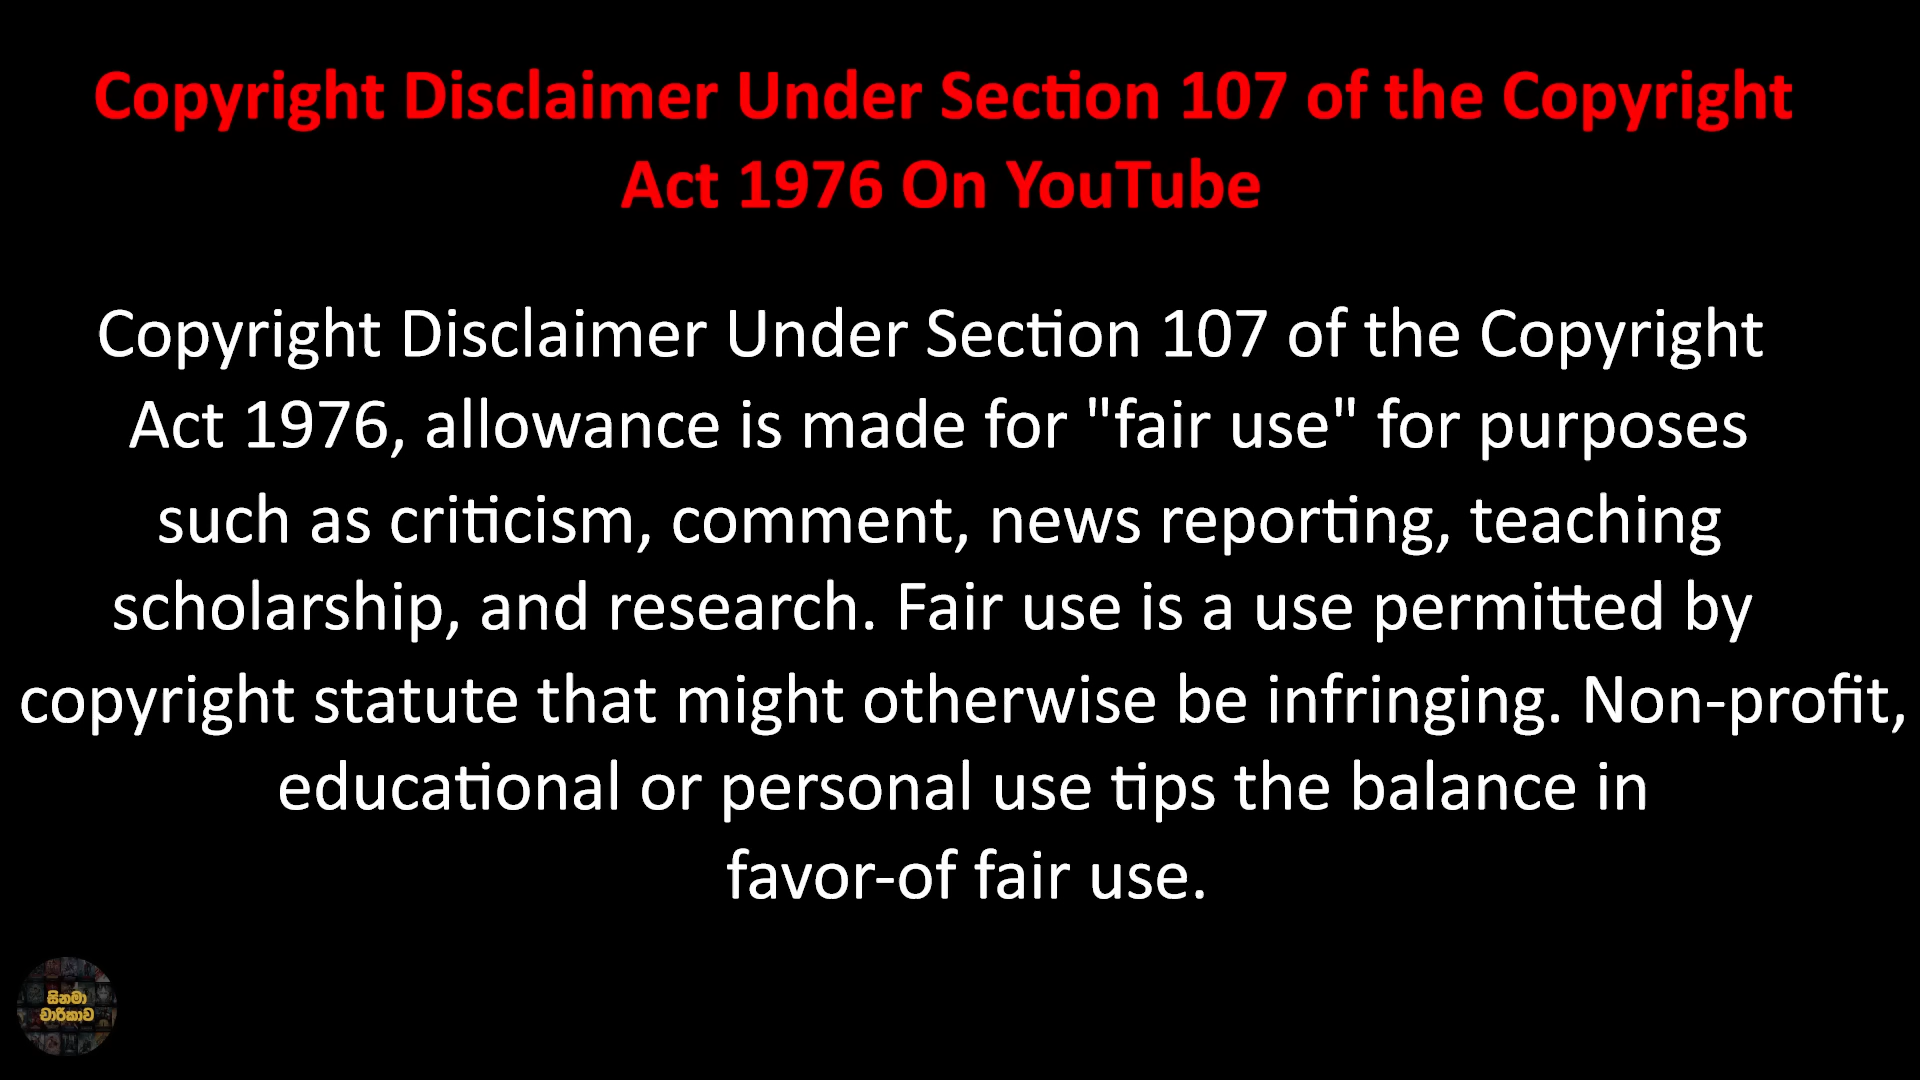 Copyright Disclaimer Under Section 107 of the Copyright
Act 1976 On YouTube
Copyright Disclaimer Under Section 107 of the Copyright
Act 1976, allowance is made for "fair use" for purposes
such as criticism, comment, news reporting, teaching
scholarship, and research. Fair use is a use permitted by
copyright statute that might otherwise be infringing. Non-profit,
educational or personal use tips the balance in
favor-of fair use.
සිනමා
චාරිකාව